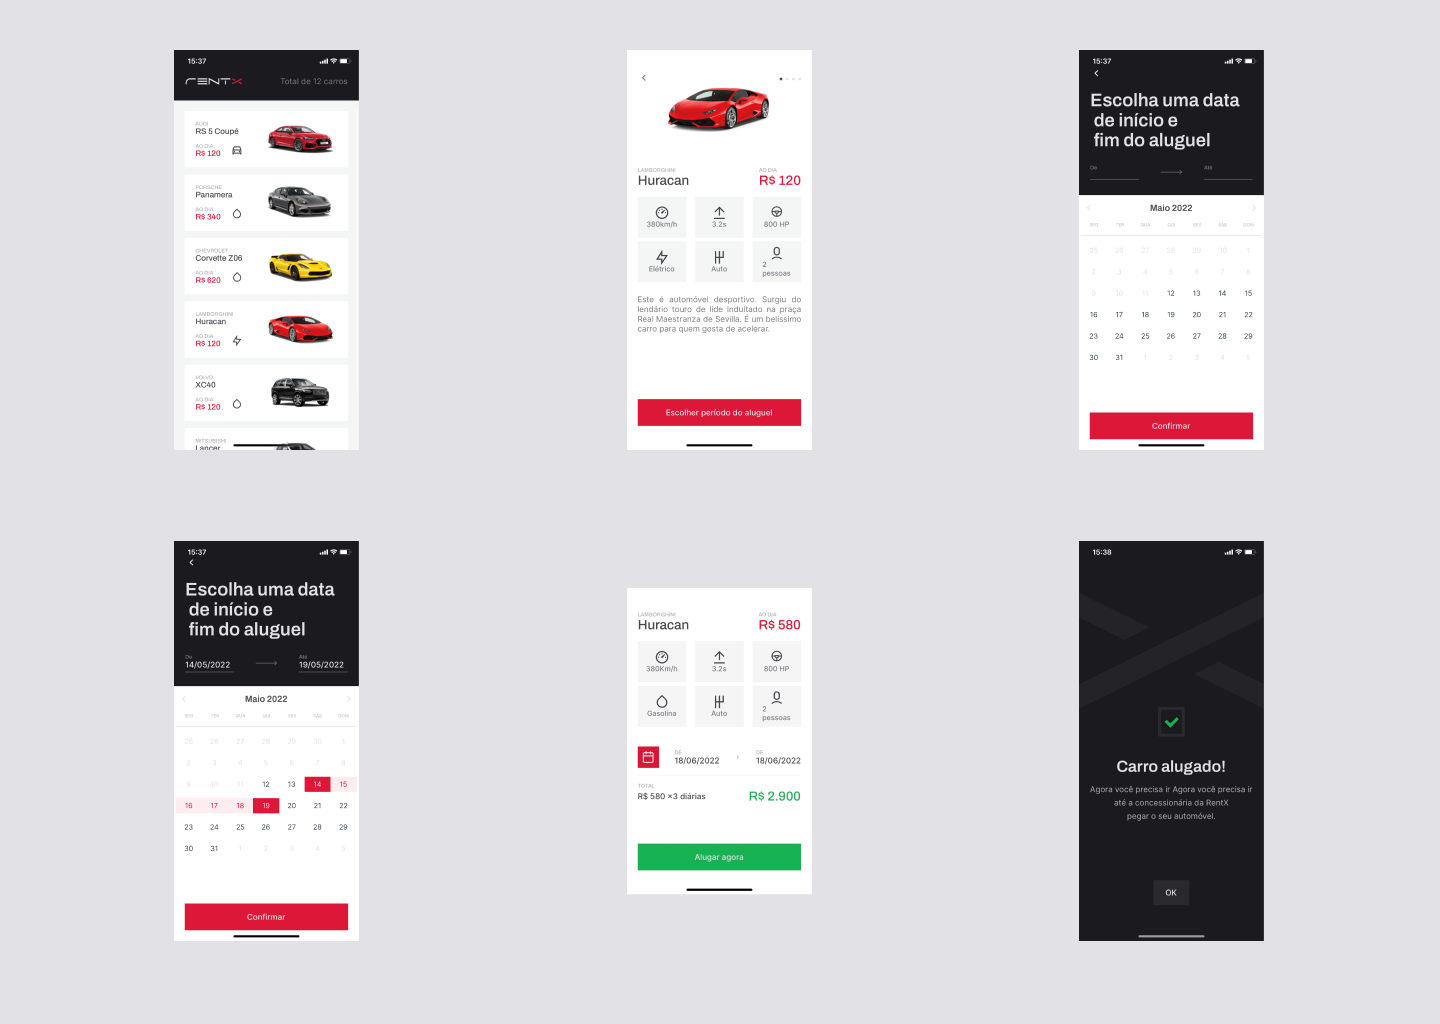 15:37
RENTX
Total de 12 carros
AUDI
RS 5 Coupé
AO DIA
R$ 120
PORSCHE
Panamera
AO DIA
R$ 340
CHEVROLET
Corvette Z06
AO DIA
R$ 620
LAMBORGHINI
Huracan
AO DIA
R$ 120
VOLVO
XC40
AO DIA
R$ 120
MITSUBISHI
Lancer
LAMBORGHINI
Huracan
AO DIA
R$ 120
380km/h
3.2s
800 HP
Elétrico
Auto
2
pessoas
Este é automóvel desportivo. Surgiu do
lendário touro de lide indultado na praça
Real Maestranza de Sevilla. É um belíssimo
carro para quem gosta de acelerar.
Escolher período do aluguel
15:37
Escolha uma data
de início e
fim do aluguel
De
Até
Maio 2022
SEG TER QUA QUI SEX SÁB DOM
25 26 27 28 29 30 1
2 3 4 5 6 7 8
9 10 11 12 13 14 15
16 17 18 19 20 21 22
23 24 25 26 27 28 29
30 31 1 2 3 4 5
Confirmar
15:37
Escolha uma data
de início e
fim do aluguel
De
14/05/2022
Até
19/05/2022
Maio 2022
SEG TER QUA QUI SEX SÁB DOM
25 26 27 28 29 30 1
2 3 4 5 6 7 8
9 10 11 12 13 14 15
16 17 18 19 20 21 22
23 24 25 26 27 28 29
30 31 1 2 3 4 5
Confirmar
LAMBORGHINI
Huracan
AO DIA
R$ 580
380Km/h
3.2s
800 HP
Gasolina
Auto
2
pessoas
DE
18/06/2022
DE
18/06/2022
TOTAL
R$ 580 ×3 diárias
R$ 2.900
Alugar agora
15:38
Carro alugado!
Agora você precisa ir Agora você precisa ir
até a concessionária da RentX
pegar o seu automóvel.
OK